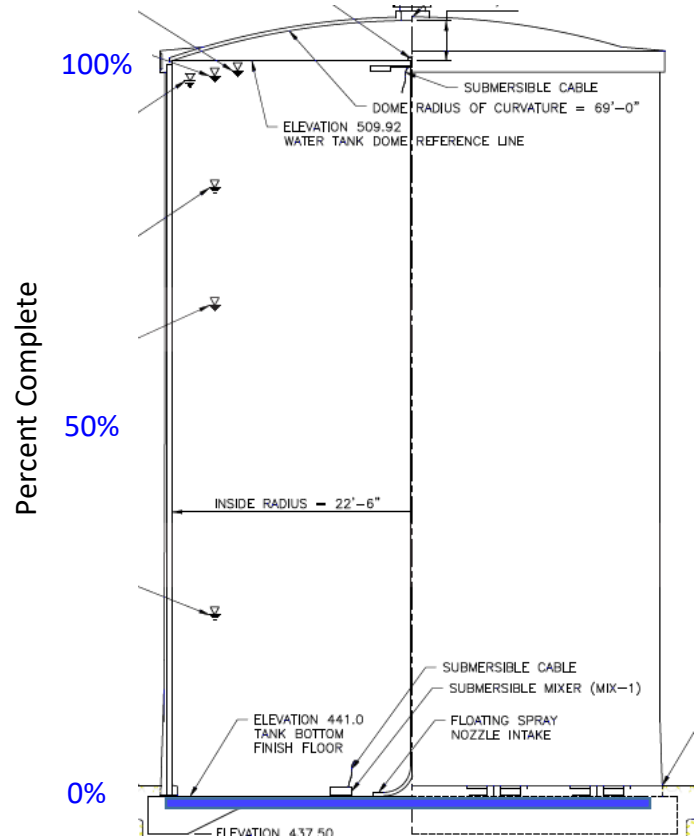 100%
SUBMERSIBLE CABLE
DOME RADIUS OF CURVATURE = 69'-0"
ELEVATION 509.92
WATER TANK DOME REFERENCE LINE
Percent Complete
50%
INSIDE RADIUS = 22'-6"
SUBMERSIBLE CABLE
SUBMERSIBLE MIXER (MIX-1)
ELEVATION 441.0
TANK BOTTOM
FINISH FLOOR
FLOATING SPRAY
NOZZLE INTAKE
0%
ELEVATION 437.50